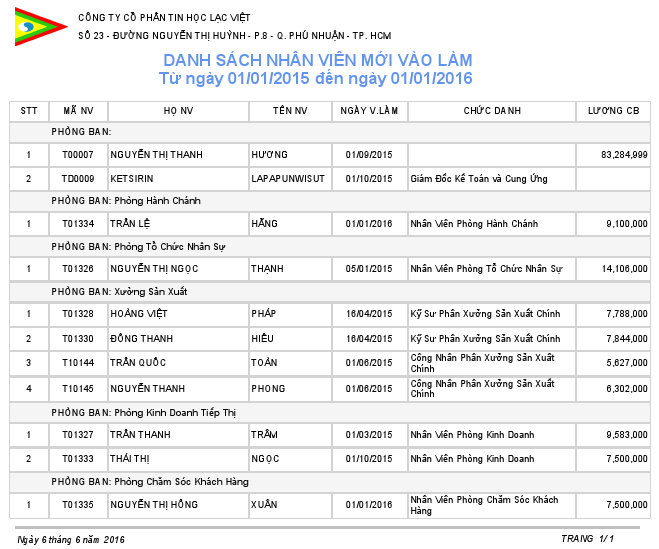 CÔNG TY CỔ PHẦN TIN HỌC LẠC VIỆT
SỐ 23 - ĐƯỜNG NGUYỄN THỊ HUỲNH - P.8 - Q. PHÚ NHUẬN - TP. HCM
DANH SÁCH NHÂN VIÊN MỚI VÀO LÀM
Từ ngày 01/01/2015 đến ngày 01/01/2016
STT MÃ NV HỌ NV TÊN NV NGÀY V.LÀM CHỨC DANH LƯƠNG CB
PHÒNG BAN:
1 T00007 NGUYỄN THỊ THANH HƯƠNG 01/09/2015 83,284,999
2 TD0009 KETSIRIN LAPAPUNWISUT 01/10/2015 Giám Đốc Kế Toán và Cung Ứng
PHÒNG BAN: Phòng Hành Chánh
1 T01334 TRẦN LỆ HẰNG 01/01/2016 Nhân Viên Phòng Hành Chánh 9,100,000
PHÒNG BAN: Phòng Tổ Chức Nhân Sự
1 T01326 NGUYỄN THỊ NGỌC THẠNH 05/01/2015 Nhân Viên Phòng Tổ Chức Nhân Sự 14,106,000
PHÒNG BAN: Xưởng Sản Xuất
1 T01328 HOÀNG VIỆT PHÁP 16/04/2015 Kỹ Sư Phân Xưởng Sản Xuất Chính 7,788,000
2 T01330 ĐỒNG THANH HIẾU 16/04/2015 Kỹ Sư Phân Xưởng Sản Xuất Chính 7,844,000
3 T10144 TRẦN QUỐC TOÀN 01/06/2015 Công Nhân Phân Xưởng Sản Xuất
Chính 5,627,000
4 T10145 NGUYỄN THANH PHONG 01/06/2015 Công Nhân Phân Xưởng Sản Xuất
Chính 6,302,000
PHÒNG BAN: Phòng Kinh Doanh Tiếp Thị
1 T01327 TRẦN THANH TRÂM 01/03/2015 Nhân Viên Phòng Kinh Doanh 9,583,000
2 T01333 THÁI THỊ NGỌC 01/10/2015 Nhân Viên Phòng Kinh Doanh 7,500,000
PHÒNG BAN: Phòng Chăm Sóc Khách Hàng
1 T01335 NGUYỄN THỊ HỒNG XUÂN 01/01/2016 Nhân Viên Phòng Chăm Sóc Khách
Hàng 7,500,000
Ngày 6 tháng 6 năm 2016 TRANG 1/1